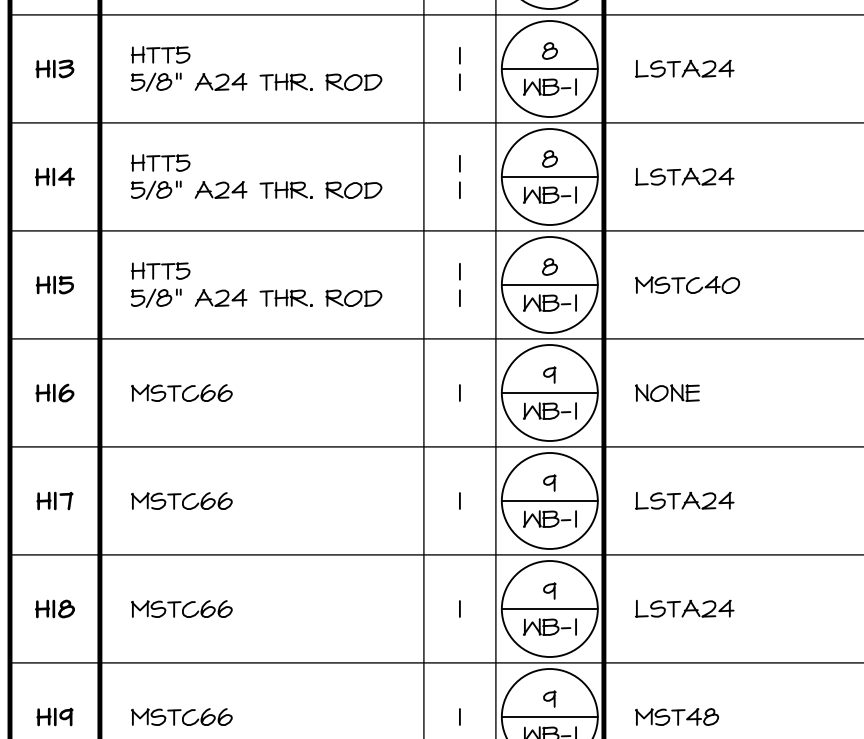 H13
HTT5
5/8" A24 THR. ROD
1
1
8
WB-1
LSTA24
H14
HTT5
5/8" A24 THR. ROD
1
1
8
WB-1
LSTA24
H15
HTT5
5/8" A24 THR. ROD
1
1
8
WB-1
MSTC40
H16
MSTC66
1
9
WB-1
NONE
H17
MSTC66
1
9
WB-1
LSTA24
H18
MSTC66
1
9
WB-1
LSTA24
H19
MSTC66
1
9
WB-1
MST48